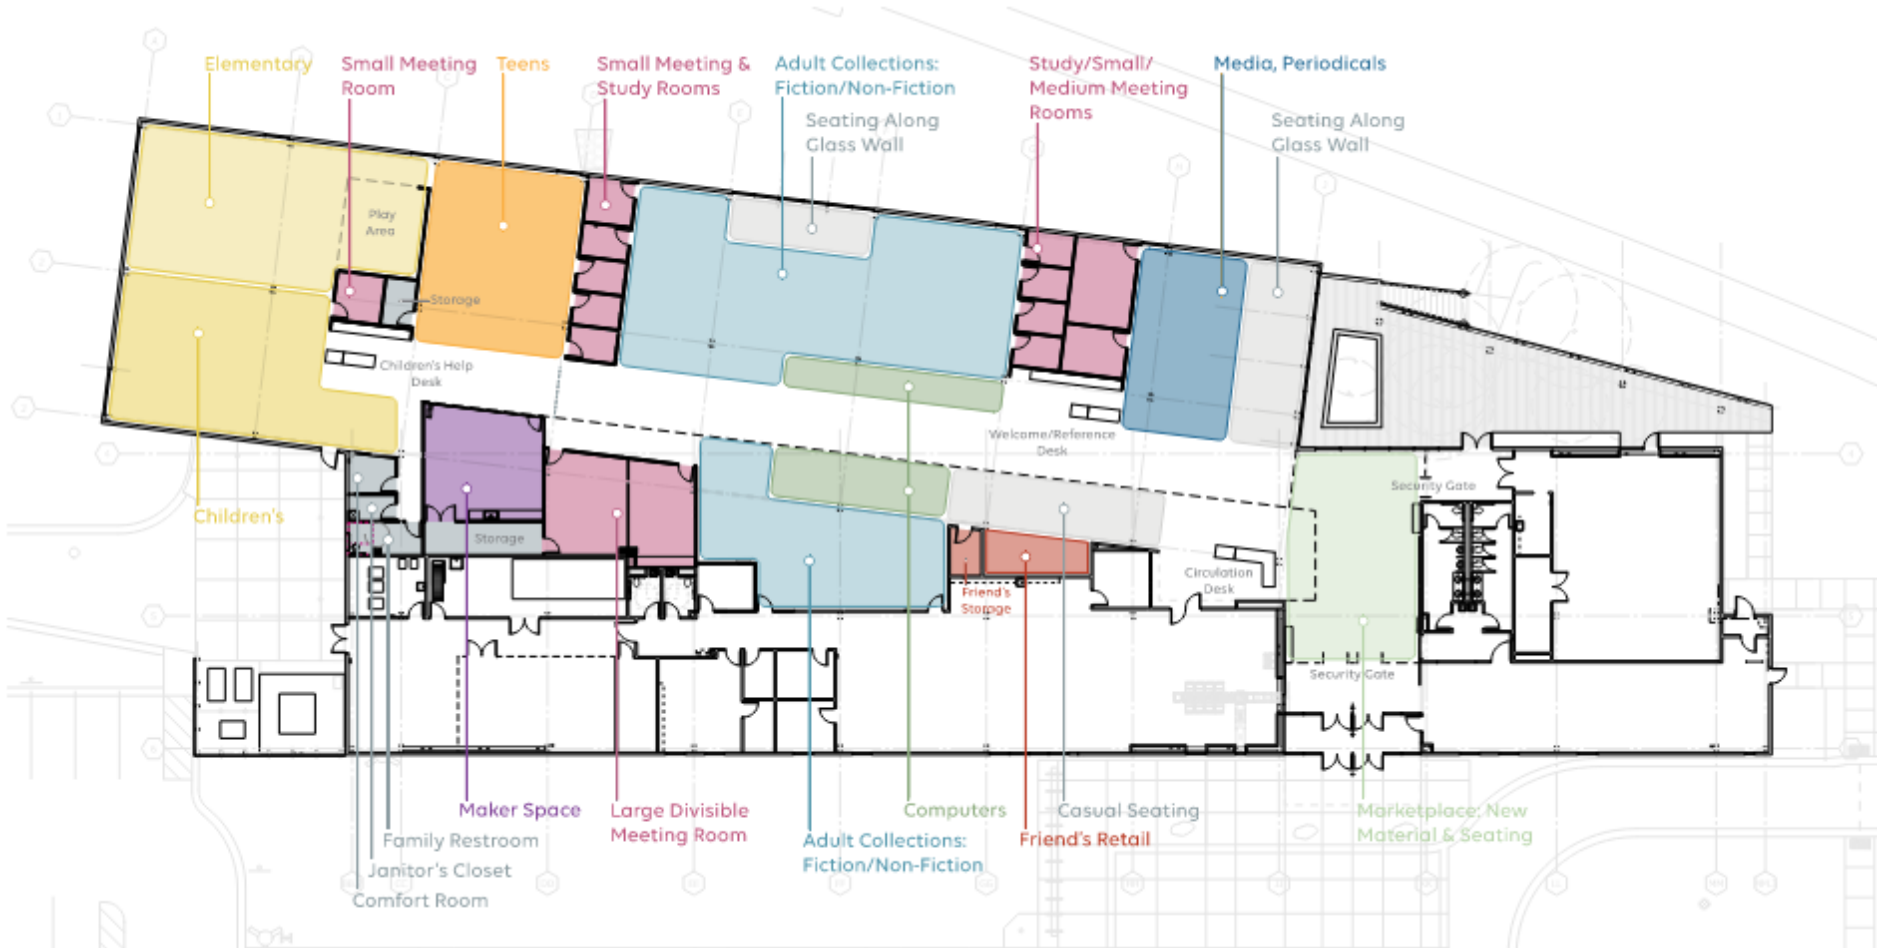 Elementary
Small Meeting
Room
Teens
Small Meeting &
Study Rooms
Adult Collections:
Fiction/Non-Fiction
Seating Along
Glass Wall
Study/Small/
Medium Meeting
Rooms
Media, Periodicals
Seating Along
Glass Wall
Play
Area
Storage
Children's Help
Desk
Welcome/Reference
Desk
Security Gate
Children's
Storage
Friend's
Storage
Circulation
Desk
Security Gate
Maker Space
Large Divisible
Meeting Room
Computers
Casual Seating
Marketplace: New
Material & Seating
Family Restroom
Adult Collections:
Fiction/Non-Fiction
Friend's Retail
Janitor's Closet
Comfort Room